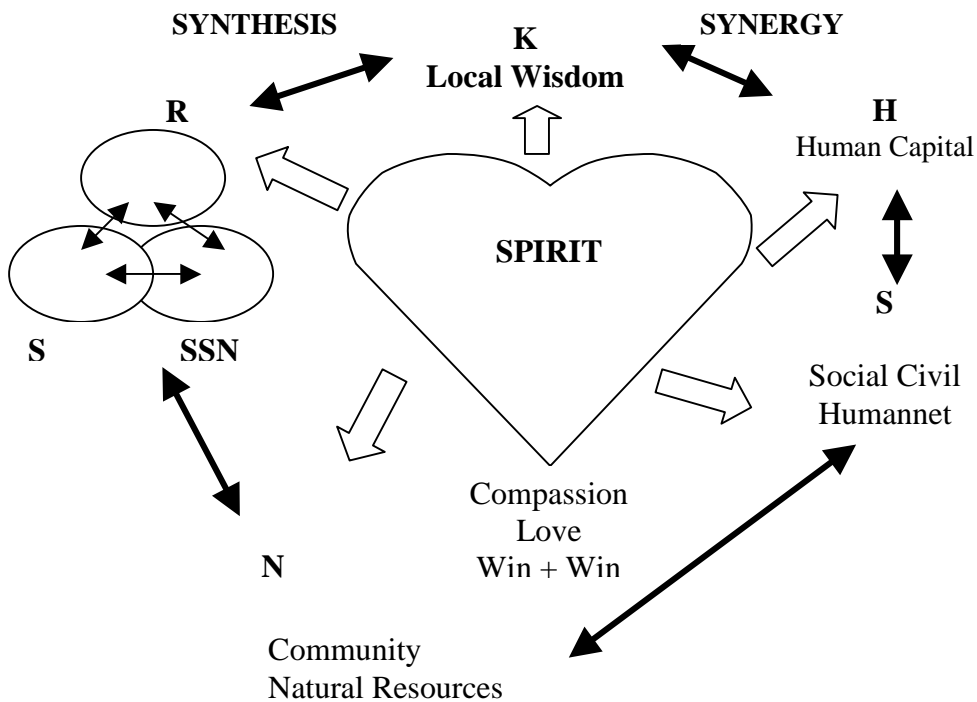 SYNTHESIS
K
SYNERGY
Local Wisdom
R
H
Human Capital
SPIRIT
S
S
SSN
Social Civil
Humannet
Compassion
Love
Win + Win
N
Community
Natural Resources